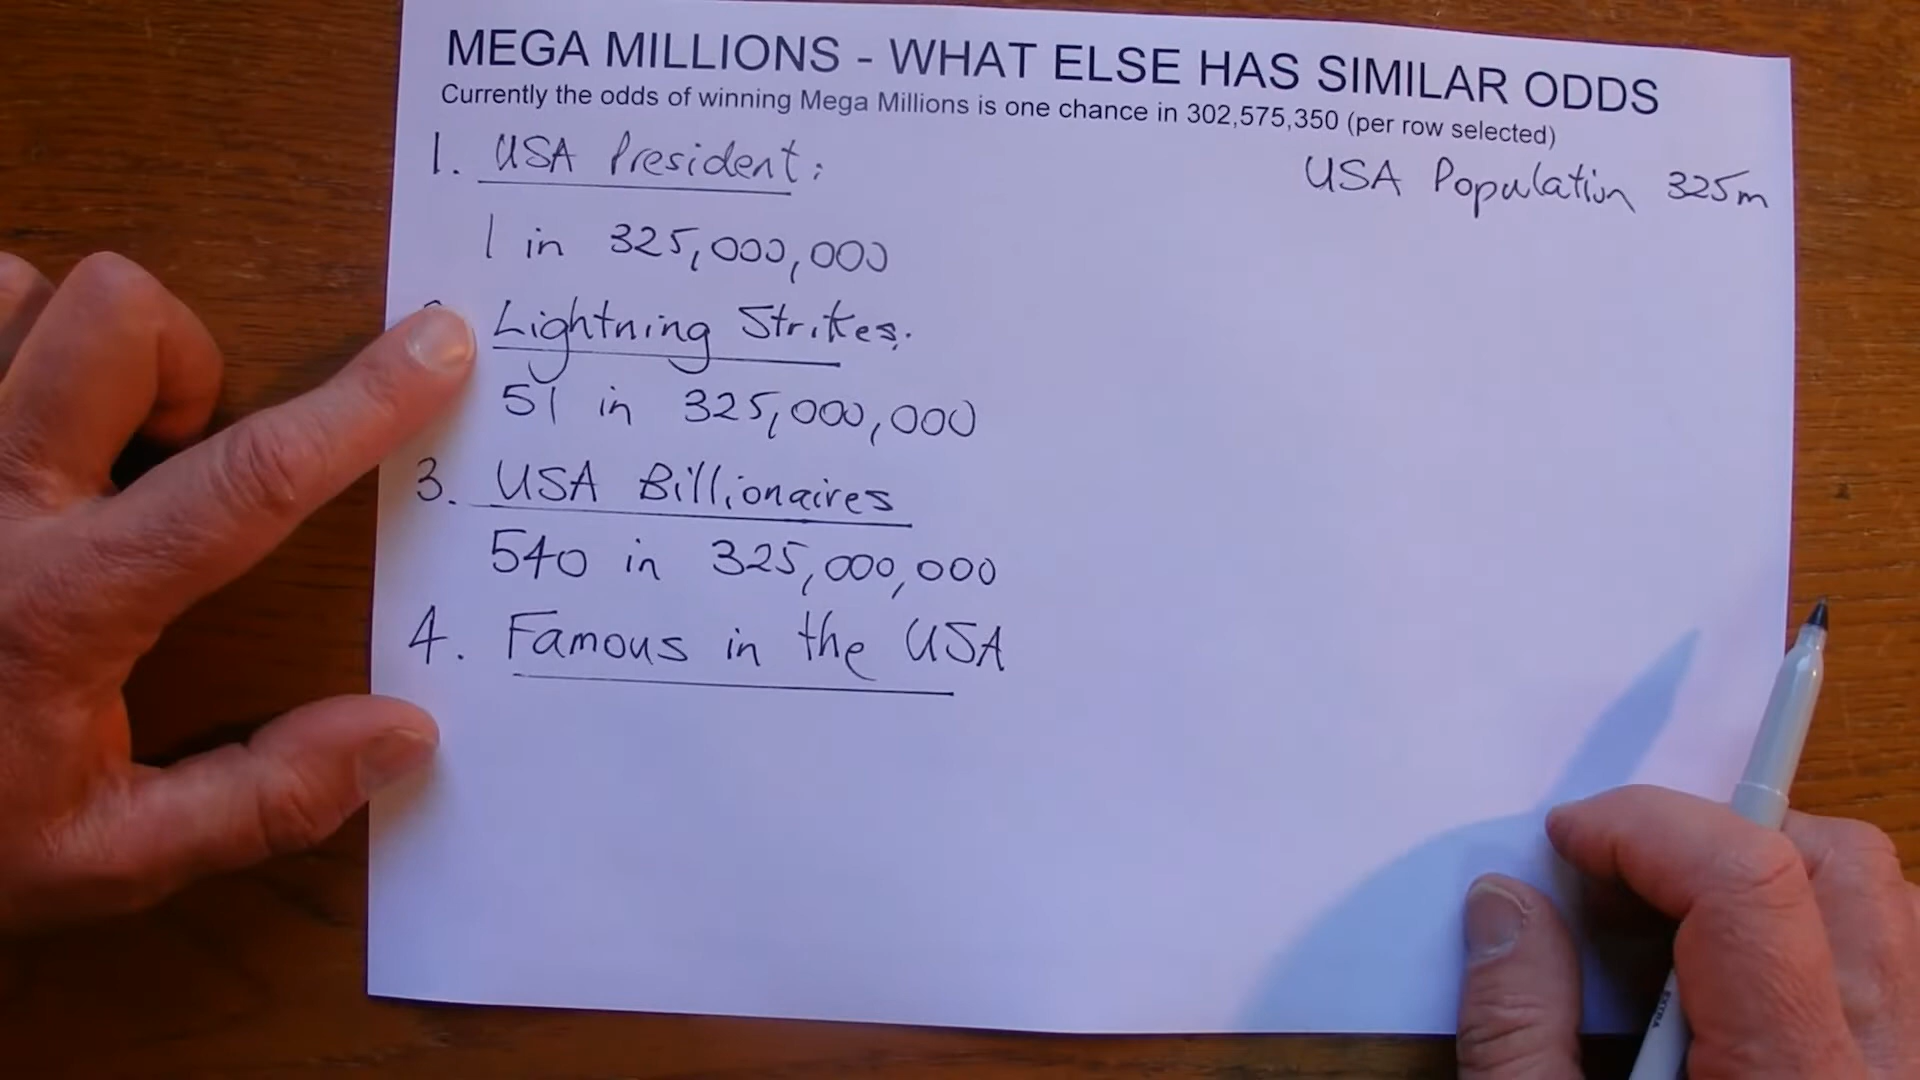 MEGA MILLIONS - WHAT ELSE HAS SIMILAR ODDS
Currently the odds of winning Mega Millions is one chance in 302,575,350 (per row selected)
1. USA President:
USA Population 325m
1 in 325,000,000
Lightning Strikes.
51 in 325,000,000
3. USA Billionaires
540 in 325,000,000
4. Famous in the USA
EXTRA